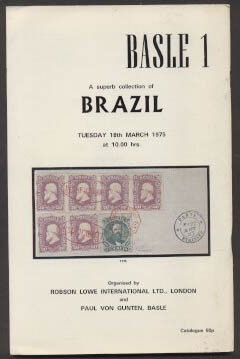 BASLE 1
A superb collection of
BRAZIL
TUESDAY 18th MARCH 1975
at 10.00 hrs.
Organised by
ROBSON LOWE INTERNATIONAL LTD., LONDON
and
PAUL VON GUNTEN, BASLE
Catalogue 50p